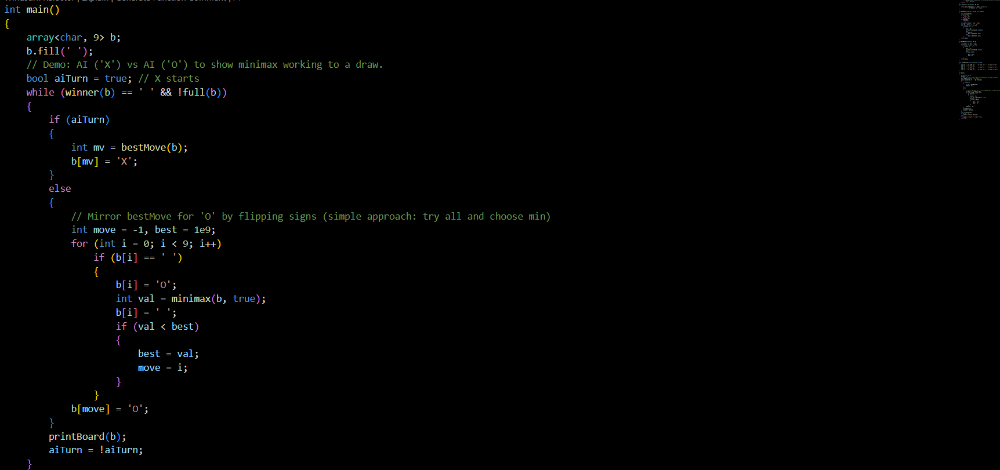 int main()
{
    array<char, 9> b;
    b.fill(' ');
    // Demo: AI ('X') vs AI ('O') to show minimax working to a draw.
    bool aiTurn = true; // X starts
    while (winner(b) == ' ' && !full(b))
    {
        if (aiTurn)
        {
            int mv = bestMove(b);
            b[mv] = 'X';
        }
        else
        {
            // Mirror bestMove for 'O' by flipping signs (simple approach: try all and choose min)
            int move = -1, best = 1e9;
            for (int i = 0; i < 9; i++)
                if (b[i] == ' ')
                {
                    b[i] = 'O';
                    int val = minimax(b, true);
                    b[i] = ' ';
                    if (val < best)
                    {
                        best = val;
                        move = i;
                    }
                }
            b[move] = 'O';
        }
        printBoard(b);
        aiTurn = !aiTurn;
    }